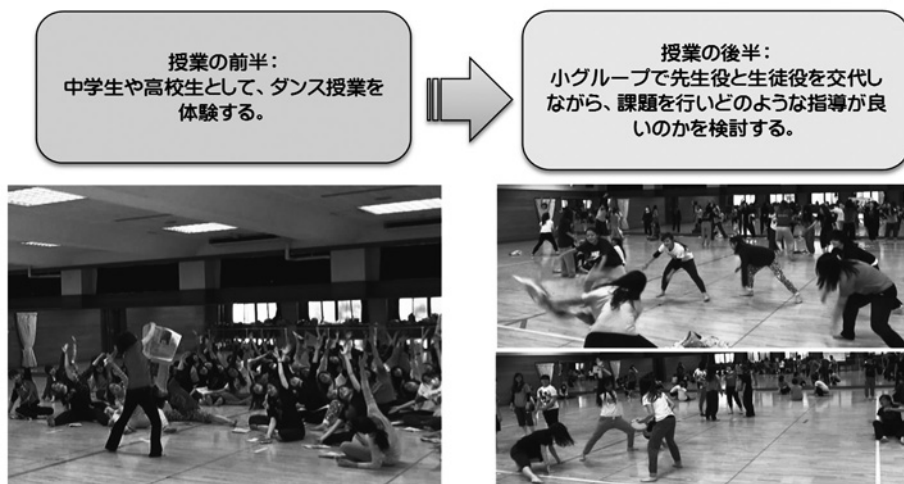 授業の前半：
中学生や高校生として、ダンス授業を
体験する。
授業の後半：
小グループで先生役と生徒役を交代し
ながら、課題を行いどのような指導が良
いのかを検討する。